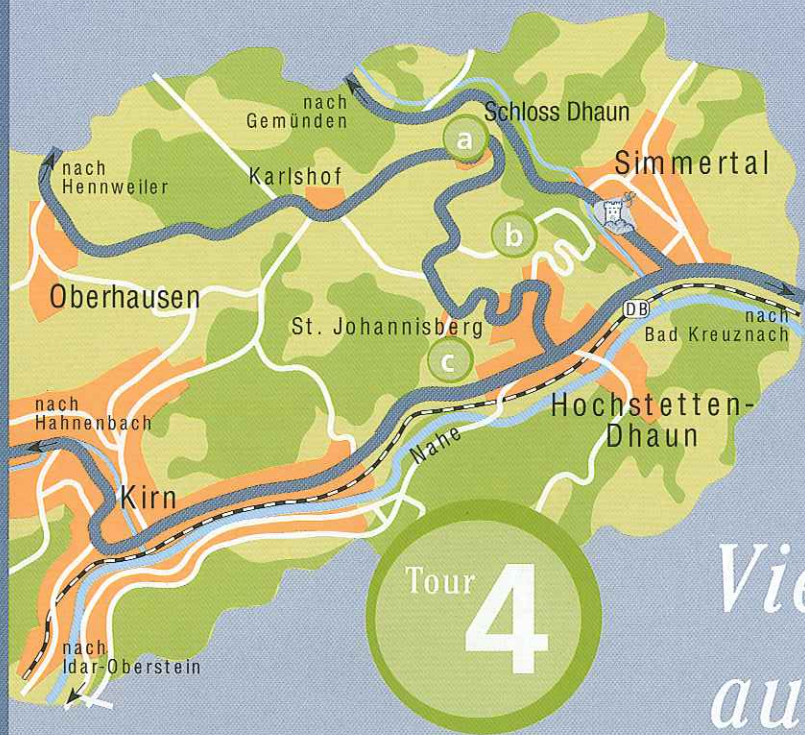 nach
Gemünden
Schloss Dhaun
a
nach
Hennweiler
Karlshof
Simmertal
b
Oberhausen
St. Johannisberg
DB
nach
Bad Kreuznach
c
nach
Hahnenbach
Hochstetten-
Dhaun
Nahe
Kirn
Tour 4
nach
Idar-Oberstein